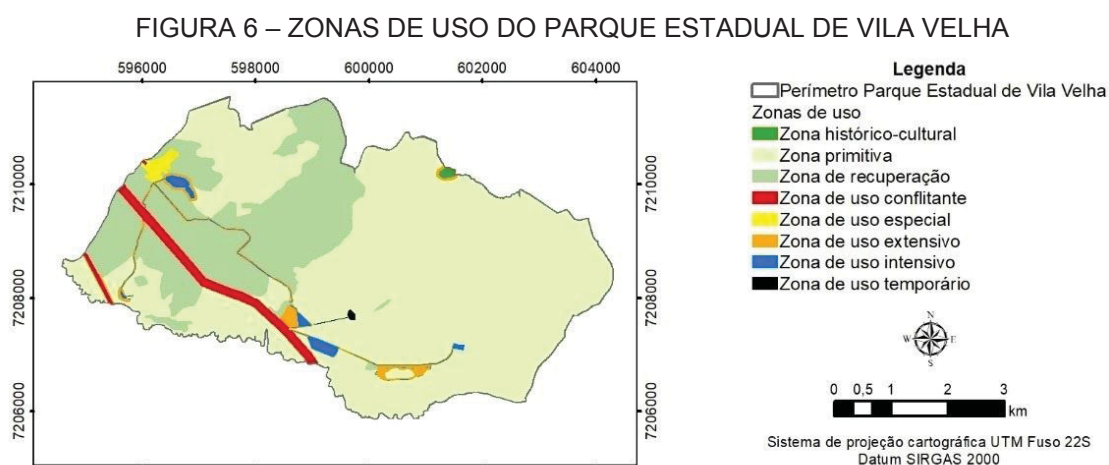 FIGURA 6 – ZONAS DE USO DO PARQUE ESTADUAL DE VILA VELHA
596000 598000 600000 602000 604000
7210000 7210000
7208000 7208000
7206000 7206000
Legenda
Perímetro Parque Estadual de Vila Velha
Zonas de uso
Zona histórico-cultural
Zona primitiva
Zona de recuperação
Zona de uso conflitante
Zona de uso especial
Zona de uso extensivo
Zona de uso intensivo
Zona de uso temporário
N
W E
S
0 0,5 1 2 3
km
Sistema de projeção cartográfica UTM Fuso 22S
Datum SIRGAS 2000